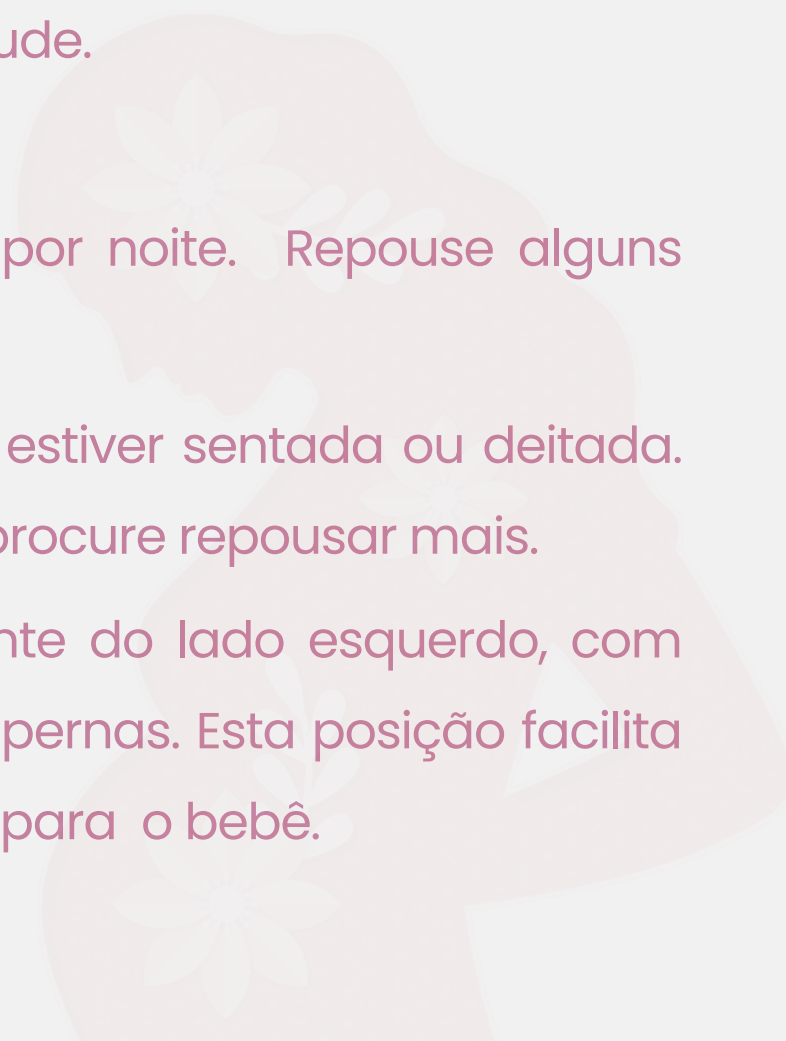 ude.
por noite. Repouse alguns
estiver sentada ou deitada.
procure repousar mais.
nte do lado esquerdo, com
pernas. Esta posição facilita
para o bebê.